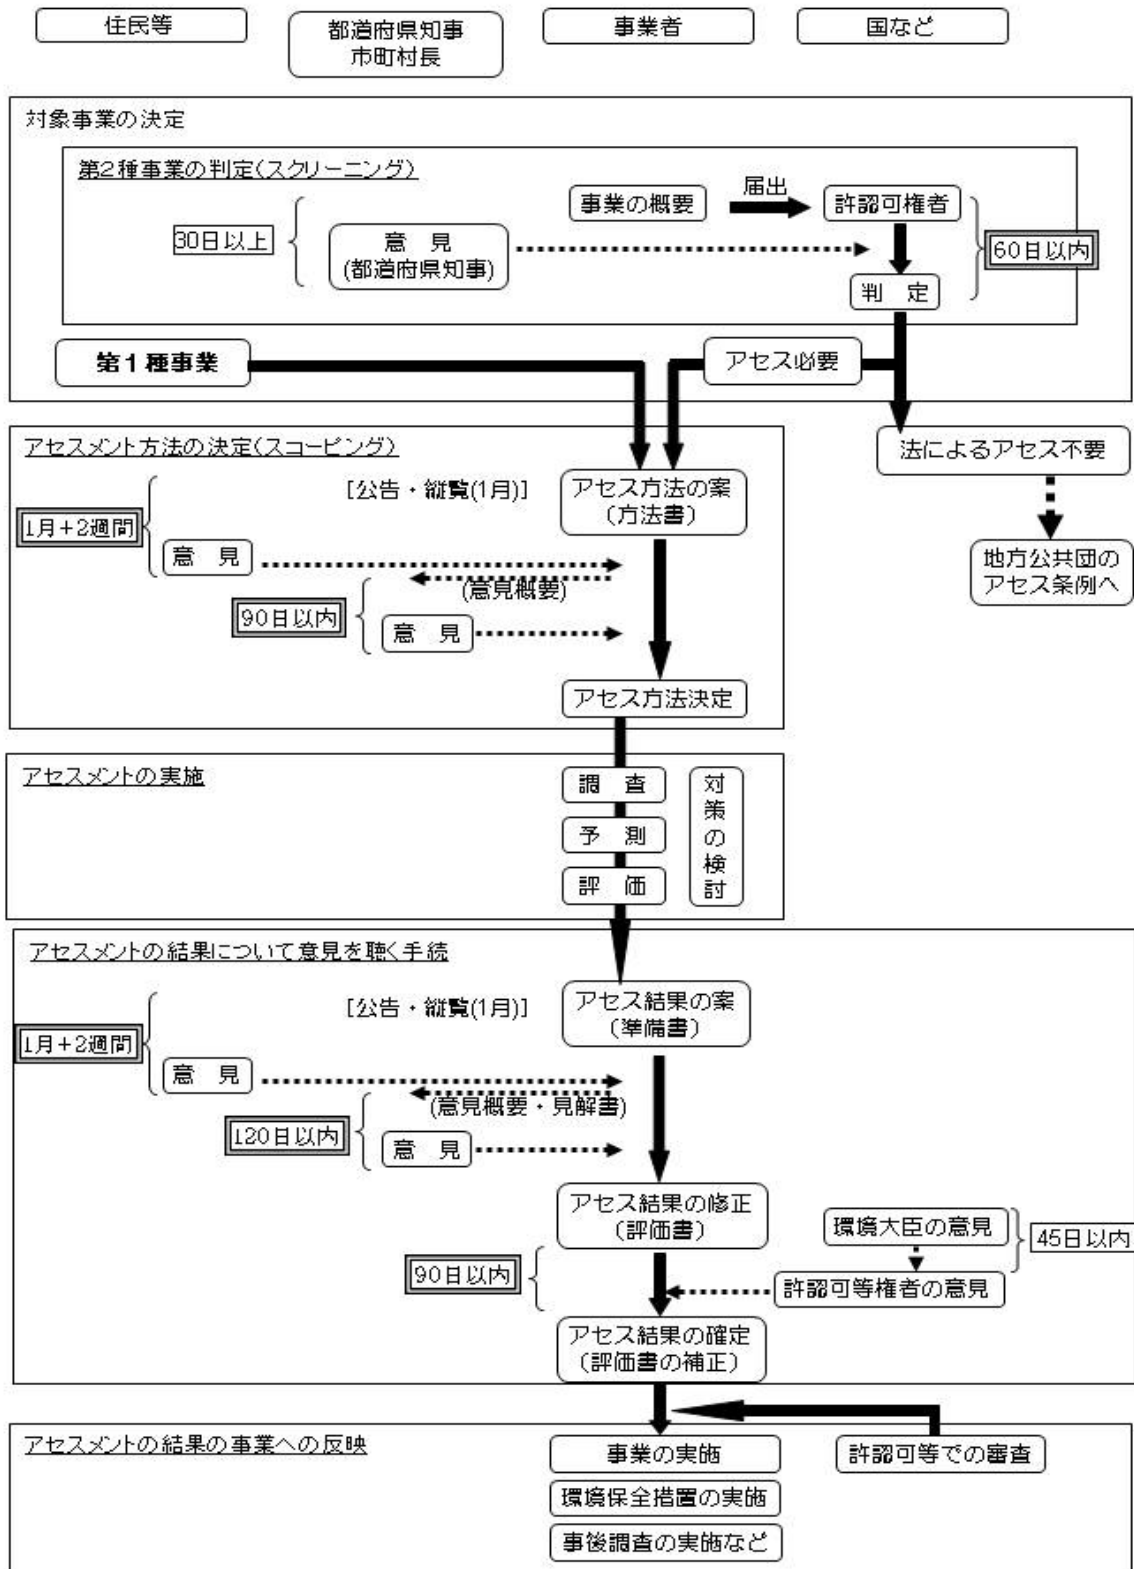 住民等
都道府県知事
市町村長
事業者
国など
対象事業の決定
第2種事業の判定(スクリーニング)
事業の概要
届出
許認可権者
30日以上
意　見
(都道府県知事)
60日以内
判　定
第１種事業
アセス必要
アセスメント方法の決定(スコーピング)
法によるアセス不要
[公告・縦覧(1月)]
アセス方法の案
(方法書)
1月+2週間
意　見
地方公共団の
アセス条例へ
(意見概要)
90日以内
意　見
アセス方法決定
アセスメントの実施
調　査
予　測
評　価
対策の検討
アセスメントの結果について意見を聴く手続
[公告・縦覧(1月)]
アセス結果の案
(準備書)
1月+2週間
意　見
(意見概要・見解書)
120日以内
意　見
アセス結果の修正
(評価書)
環境大臣の意見
45日以内
90日以内
許認可等権者の意見
アセス結果の確定
(評価書の補正)
アセスメントの結果の事業への反映
事業の実施
許認可等での審査
環境保全措置の実施
事後調査の実施など